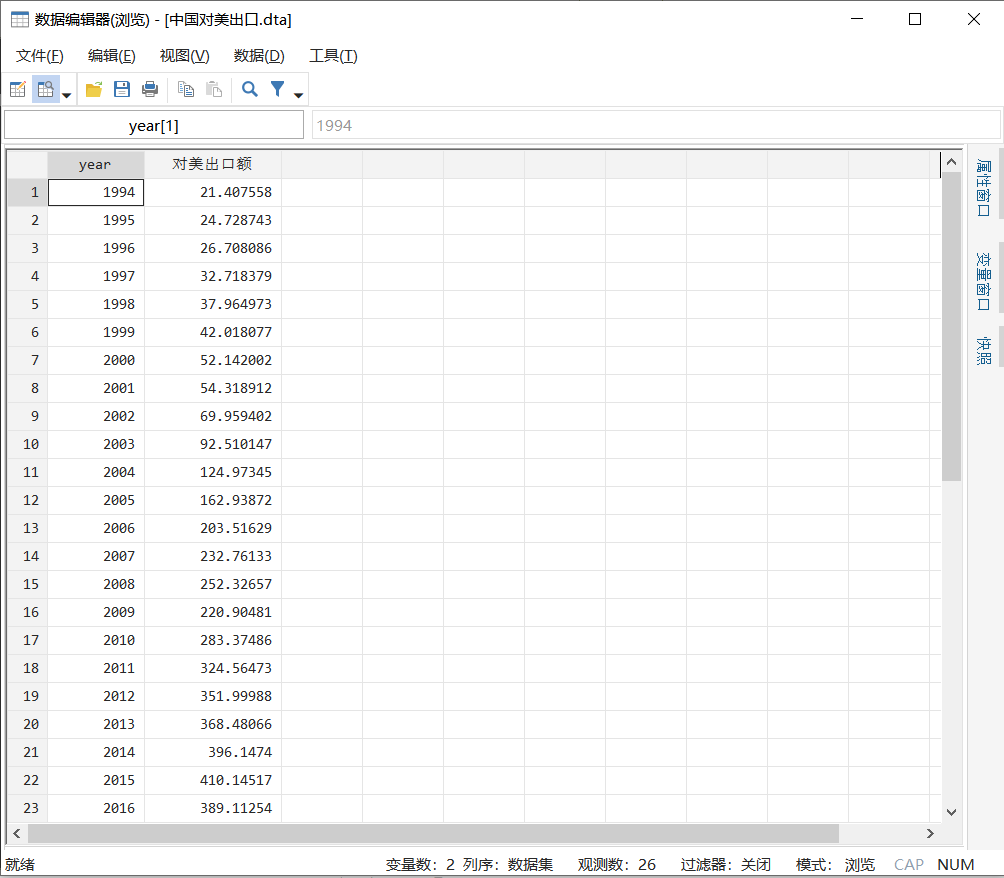 数据编辑器(浏览) - [中国对美出口.dta]
文件(F) 编辑(E) 视图(V) 数据(D) 工具(T)
year[1] 1994
year 对美出口额
1 1994 21.407558
2 1995 24.728743
3 1996 26.708086
4 1997 32.718379
5 1998 37.964973
6 1999 42.018077
7 2000 52.142002
8 2001 54.318912
9 2002 69.959402
10 2003 92.510147
11 2004 124.97345
12 2005 162.93872
13 2006 203.51629
14 2007 232.76133
15 2008 252.32657
16 2009 220.90481
17 2010 283.37486
18 2011 324.56473
19 2012 351.99988
20 2013 368.48066
21 2014 396.1474
22 2015 410.14517
23 2016 389.11254
属性窗口
变量窗口
快照
就绪 变量数: 2 列序: 数据集 观测数: 26 过滤器: 关闭 模式: 浏览 CAP NUM